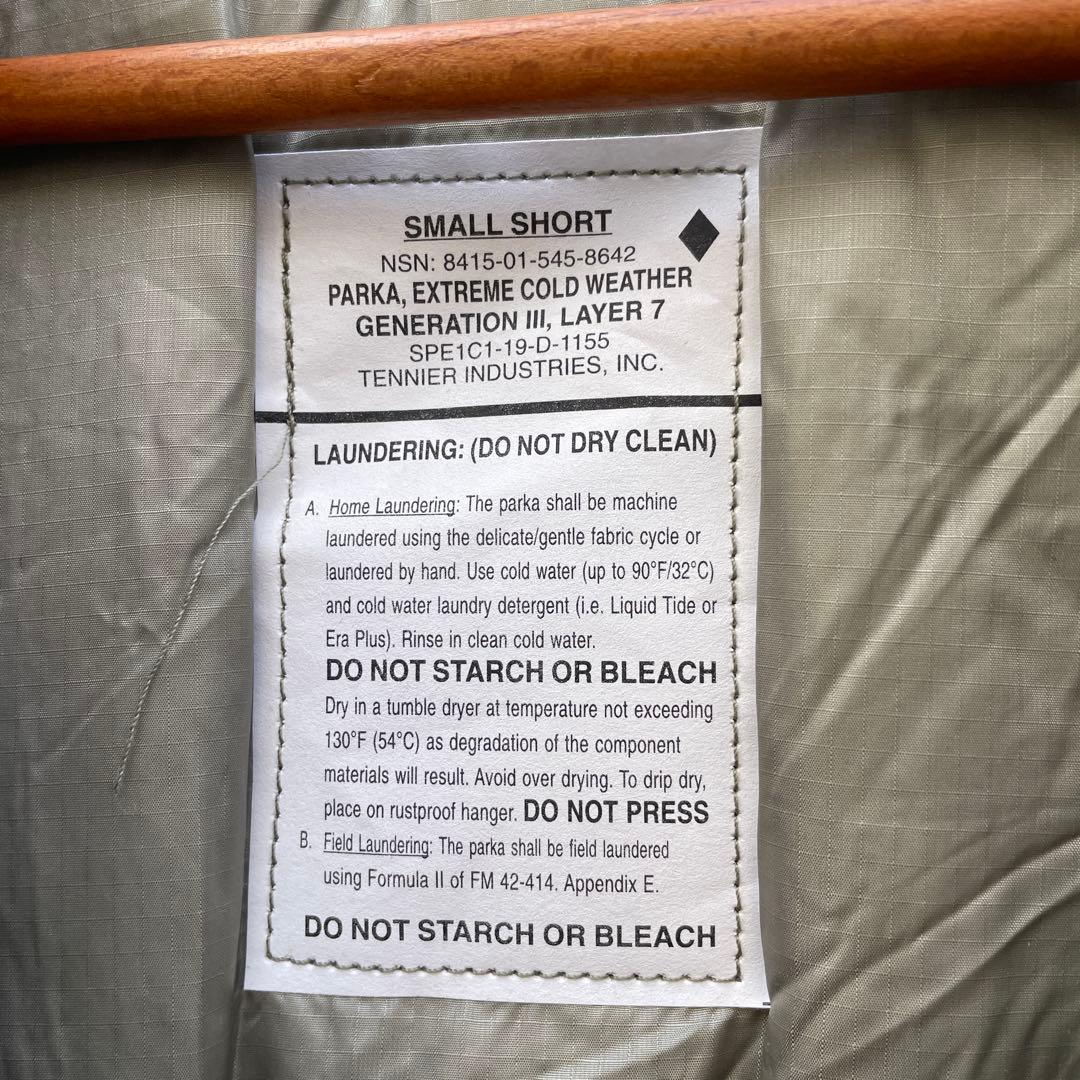 SMALL SHORT
NSN: 8415-01-545-8642
PARKA, EXTREME COLD WEATHER
GENERATION III, LAYER 7
SPE1C1-19-D-1155
TENNIER INDUSTRIES, INC.
LAUNDERING: (DO NOT DRY CLEAN)
A. Home Laundering: The parka shall be machine
laundered using the delicate/gentle fabric cycle or
laundered by hand. Use cold water (up to 90°F/32°C)
and cold water laundry detergent (i.e. Liquid Tide or
Era Plus). Rinse in clean cold water.
DO NOT STARCH OR BLEACH
Dry in a tumble dryer at temperature not exceeding
130°F (54°C) as degradation of the component
materials will result. Avoid over drying. To drip dry,
place on rustproof hanger. DO NOT PRESS
B. Field Laundering: The parka shall be field laundered
using Formula II of FM 42-414. Appendix E.
DO NOT STARCH OR BLEACH